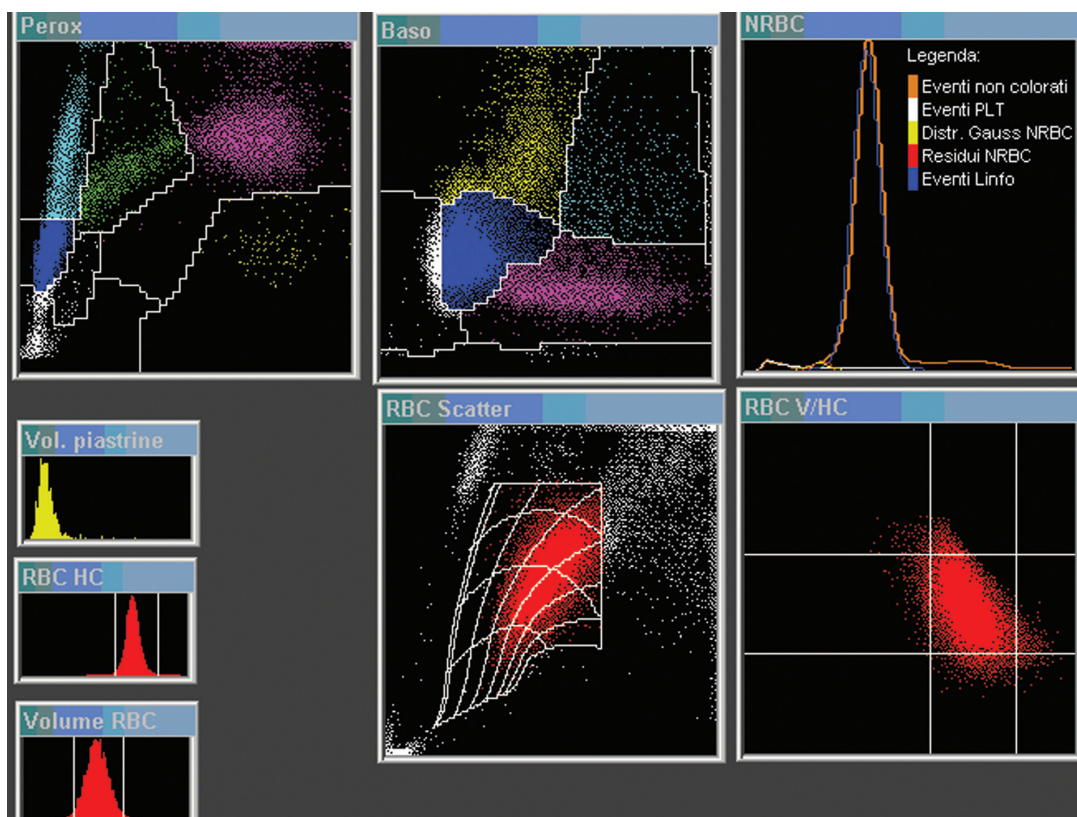 Perox
Baso
NRBC
Legenda:
Eventi non colorati
Eventi PLT
Distr. Gauss NRBC
Residui NRBC
Eventi Linfo
Vol. piastrine
RBC HC
Volume RBC
RBC Scatter
RBC V/HC